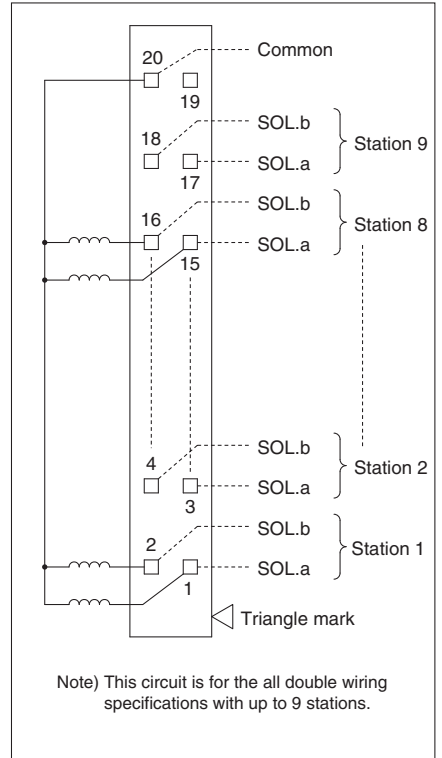 20 Common
19
18 SOL.b
Station 9
SOL.a
17
16 SOL.b
Station 8
SOL.a
15
4 SOL.b
Station 2
SOL.a
3
2 SOL.b
Station 1
SOL.a
1
Triangle mark
Note) This circuit is for the all double wiring
specifications with up to 9 stations.